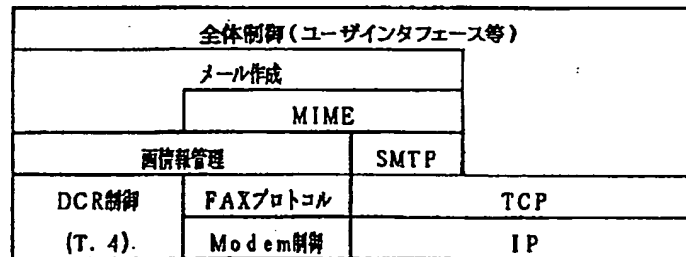 全体制御(ユーザインタフェース等)
メール作成
MIME
画情報管理 SMTP
DCR制御 FAXプロトコル TCP
(T. 4). Modem制御 IP